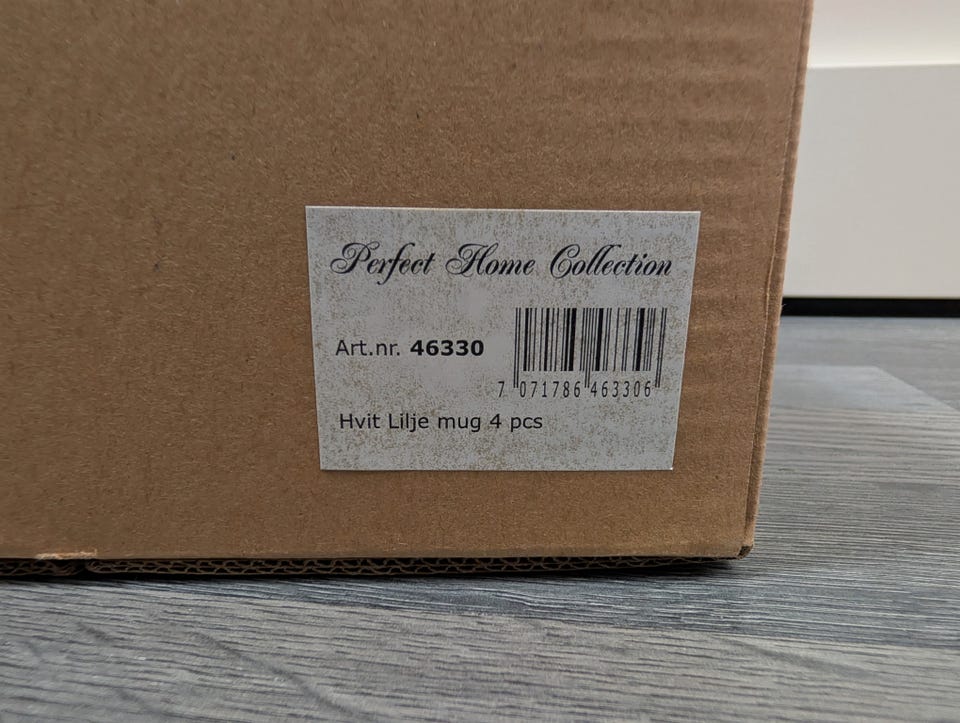 Perfect Home Collection
Art.nr. 46330
7 071786 463306
Hvit Lilje mug 4 pcs